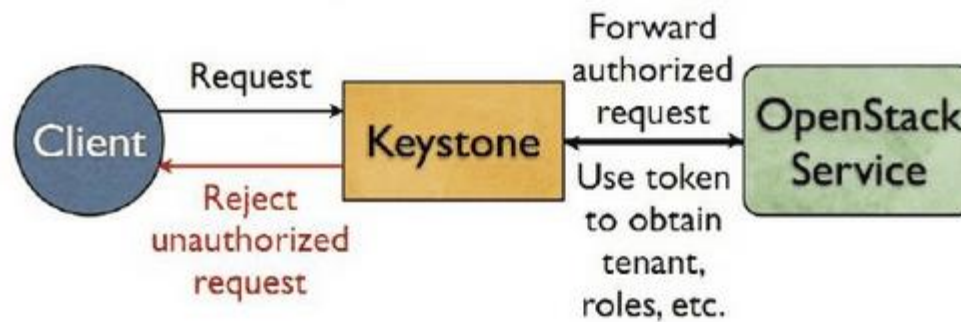 Client
Request
Reject
unauthorized
request
Keystone
Forward
authorized
request
Use token
to obtain
tenant,
roles, etc.
OpenStack
Service